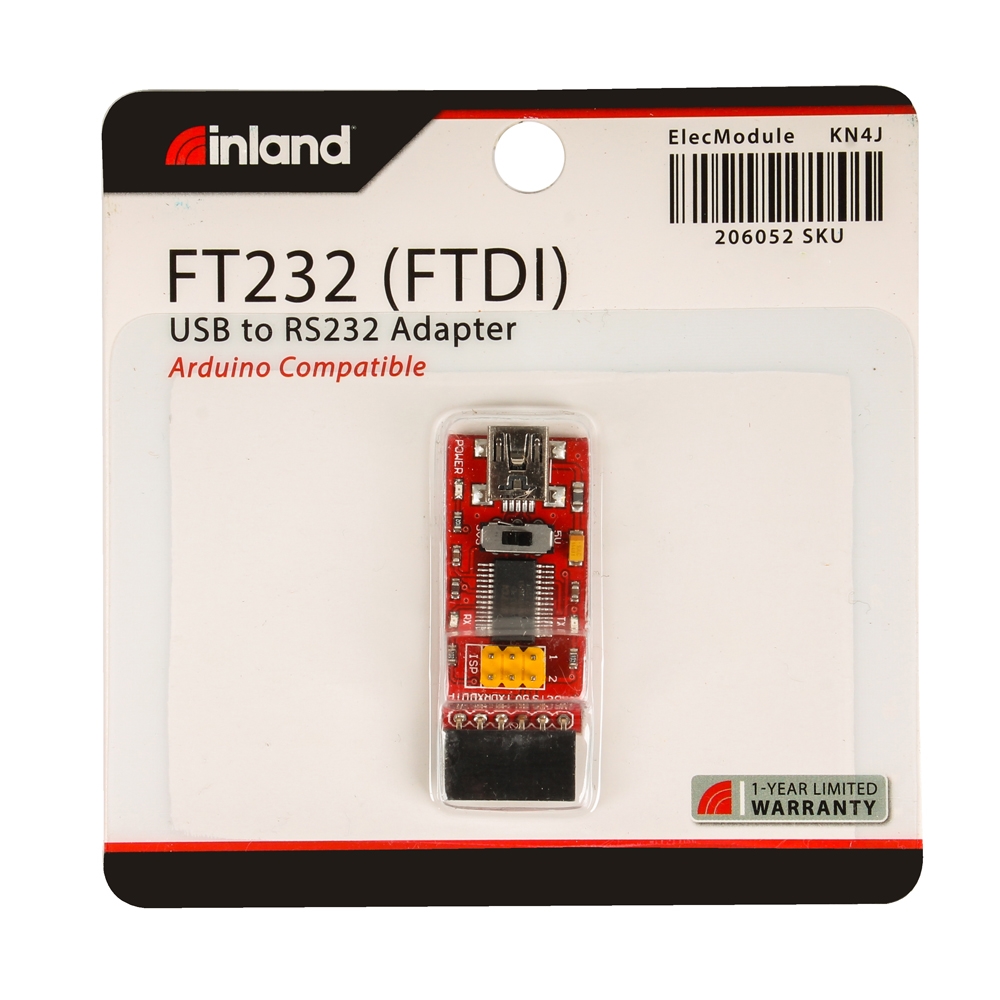 inland
ElecModule KN4J
206052 SKU
FT232 (FTDI)
USB to RS232 Adapter
Arduino Compatible
POWER
5V
RX
TX
ISP
1
2
1-YEAR LIMITED
WARRANTY